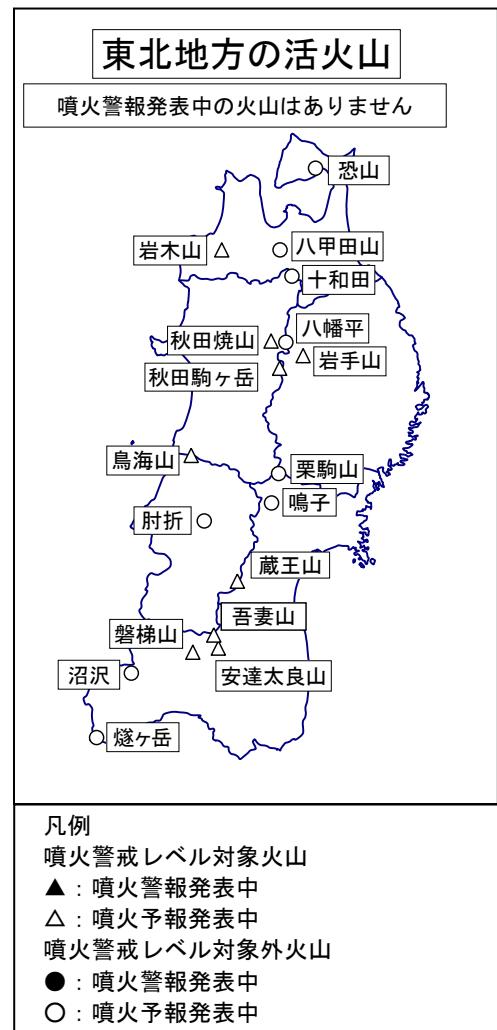 東北地方の活火山
噴火警報発表中の火山はありません
恐山
岩木山
八甲田山
十和田
秋田焼山
八幡平
岩手山
秋田駒ヶ岳
鳥海山
栗駒山
鳴子
肘折
蔵王山
吾妻山
磐梯山
沼沢
安達太良山
燧ヶ岳
凡例
噴火警戒レベル対象火山
▲：噴火警報発表中
△：噴火予報発表中
噴火警戒レベル対象外火山
●：噴火警報発表中
○：噴火予報発表中